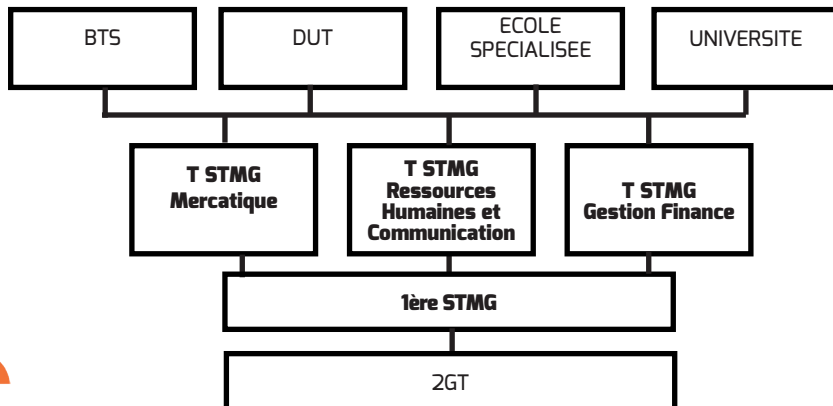 BTS
DUT
ECOLE
SPECIALISEE
UNIVERSITE
T STMG
Mercatique
T STMG
Ressources
Humaines et
Communication
T STMG
Gestion Finance
1ère STMG
2GT